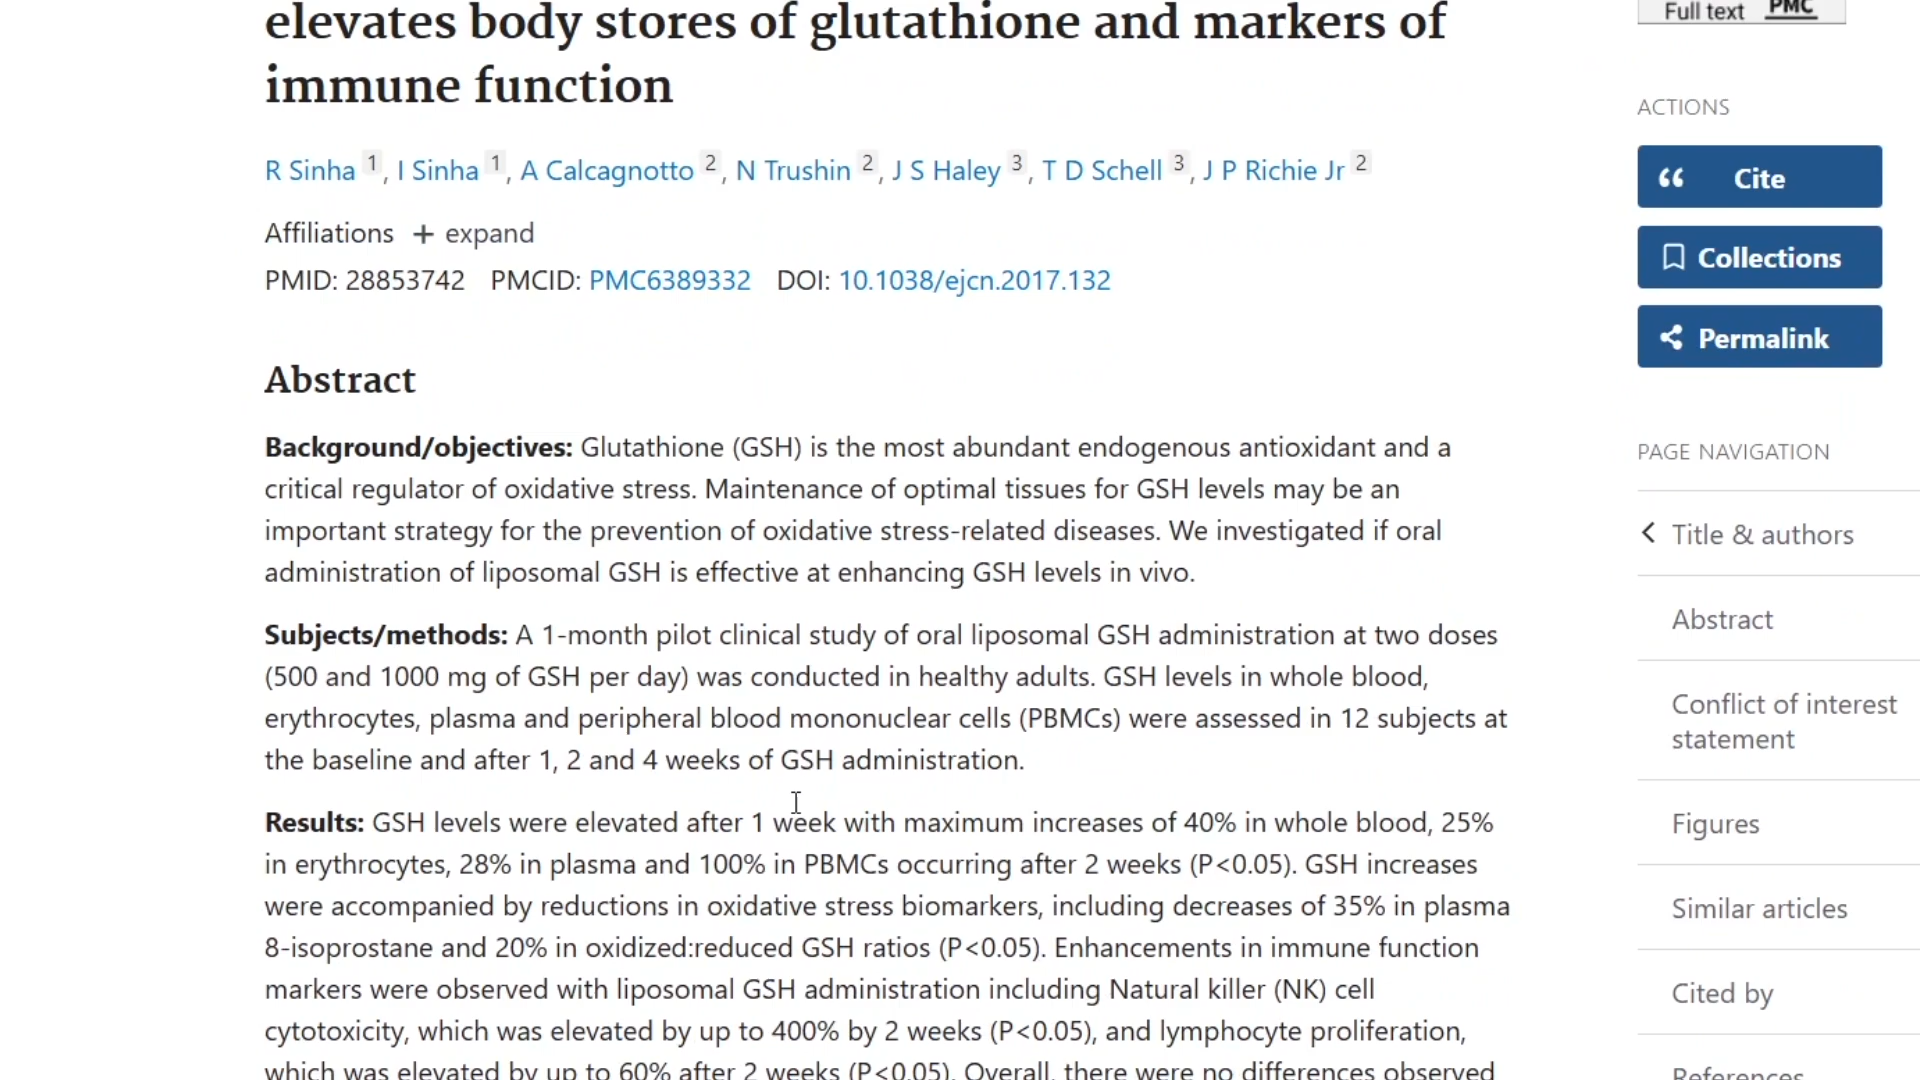 elevates body stores of glutathione and markers of
immune function
R Sinha 1, I Sinha 1, A Calcagnotto 2, N Trushin 2, J S Haley 3, T D Schell 3, J P Richie Jr 2
Affiliations + expand
PMID: 28853742 PMCID: PMC6389332 DOI: 10.1038/ejcn.2017.132
Abstract
Background/objectives: Glutathione (GSH) is the most abundant endogenous antioxidant and a
critical regulator of oxidative stress. Maintenance of optimal tissues for GSH levels may be an
important strategy for the prevention of oxidative stress-related diseases. We investigated if oral
administration of liposomal GSH is effective at enhancing GSH levels in vivo.
Subjects/methods: A 1-month pilot clinical study of oral liposomal GSH administration at two doses
(500 and 1000 mg of GSH per day) was conducted in healthy adults. GSH levels in whole blood,
erythrocytes, plasma and peripheral blood mononuclear cells (PBMCs) were assessed in 12 subjects at
the baseline and after 1, 2 and 4 weeks of GSH administration.
Results: GSH levels were elevated after 1 week with maximum increases of 40% in whole blood, 25%
in erythrocytes, 28% in plasma and 100% in PBMCs occurring after 2 weeks (P<0.05). GSH increases
were accompanied by reductions in oxidative stress biomarkers, including decreases of 35% in plasma
8-isoprostane and 20% in oxidized:reduced GSH ratios (P<0.05). Enhancements in immune function
markers were observed with liposomal GSH administration including Natural killer (NK) cell
cytotoxicity, which was elevated by up to 400% by 2 weeks (P<0.05), and lymphocyte proliferation,
which was elevated by up to 60% after 2 weeks (P<0.05). Overall, there were no differences observed
Full text PMC
ACTIONS
Cite
Collections
Permalink
PAGE NAVIGATION
Title & authors
Abstract
Conflict of interest
statement
Figures
Similar articles
Cited by
References